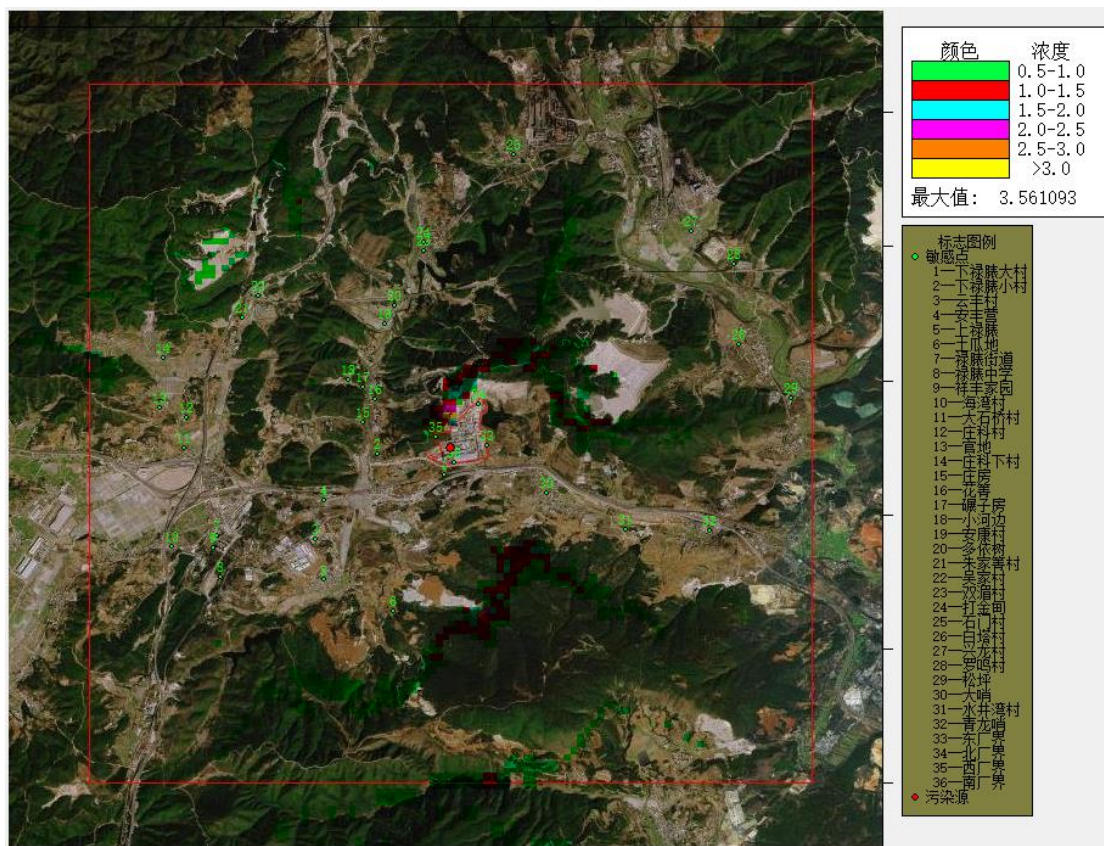 颜色 浓度
0.5-1.0
1.0-1.5
1.5-2.0
2.0-2.5
2.5-3.0
>3.0
最大值: 3.561093
标志图例
敏感点
1—下禄脿大村
2—下禄脿小村
3—云丰村
4—安丰营
5—上禄脿
6—土瓜地
7—禄脿街道
8—禄脿中学
9—祥丰家园
10—海湾村
11—大石桥村
12—庄科村
13—官地
14—庄科下村
15—庄房
16—花箐
17—碾子房
18—小河边
19—安康村
20—多依树
21—朱家箐村
22—吴家村
23—双湄村
24—打金甸
25—石门村
26—白塔村
27—兴龙村
28—罗鸣村
29—松坪
30—大哨
31—水井湾村
32—青龙哨
33—东厂界
34—北厂界
35—西厂界
36—南厂界
污染源